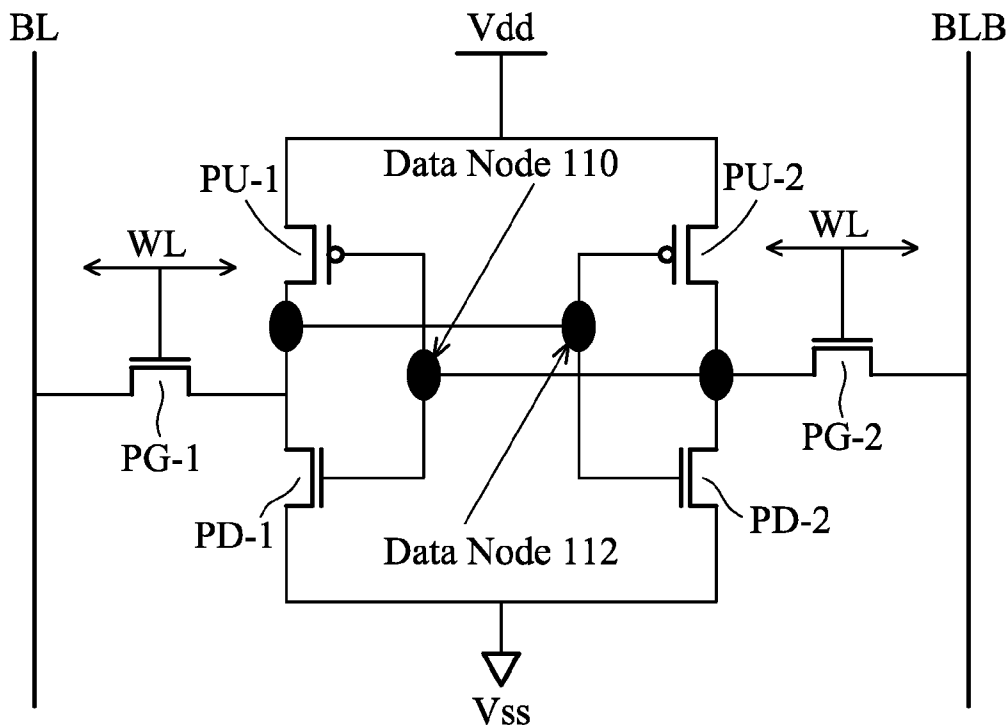 BL
Vdd
BLB
Data Node 110
PU-1
PU-2
WL
WL
PG-1
PG-2
PD-1
PD-2
Data Node 112
Vss